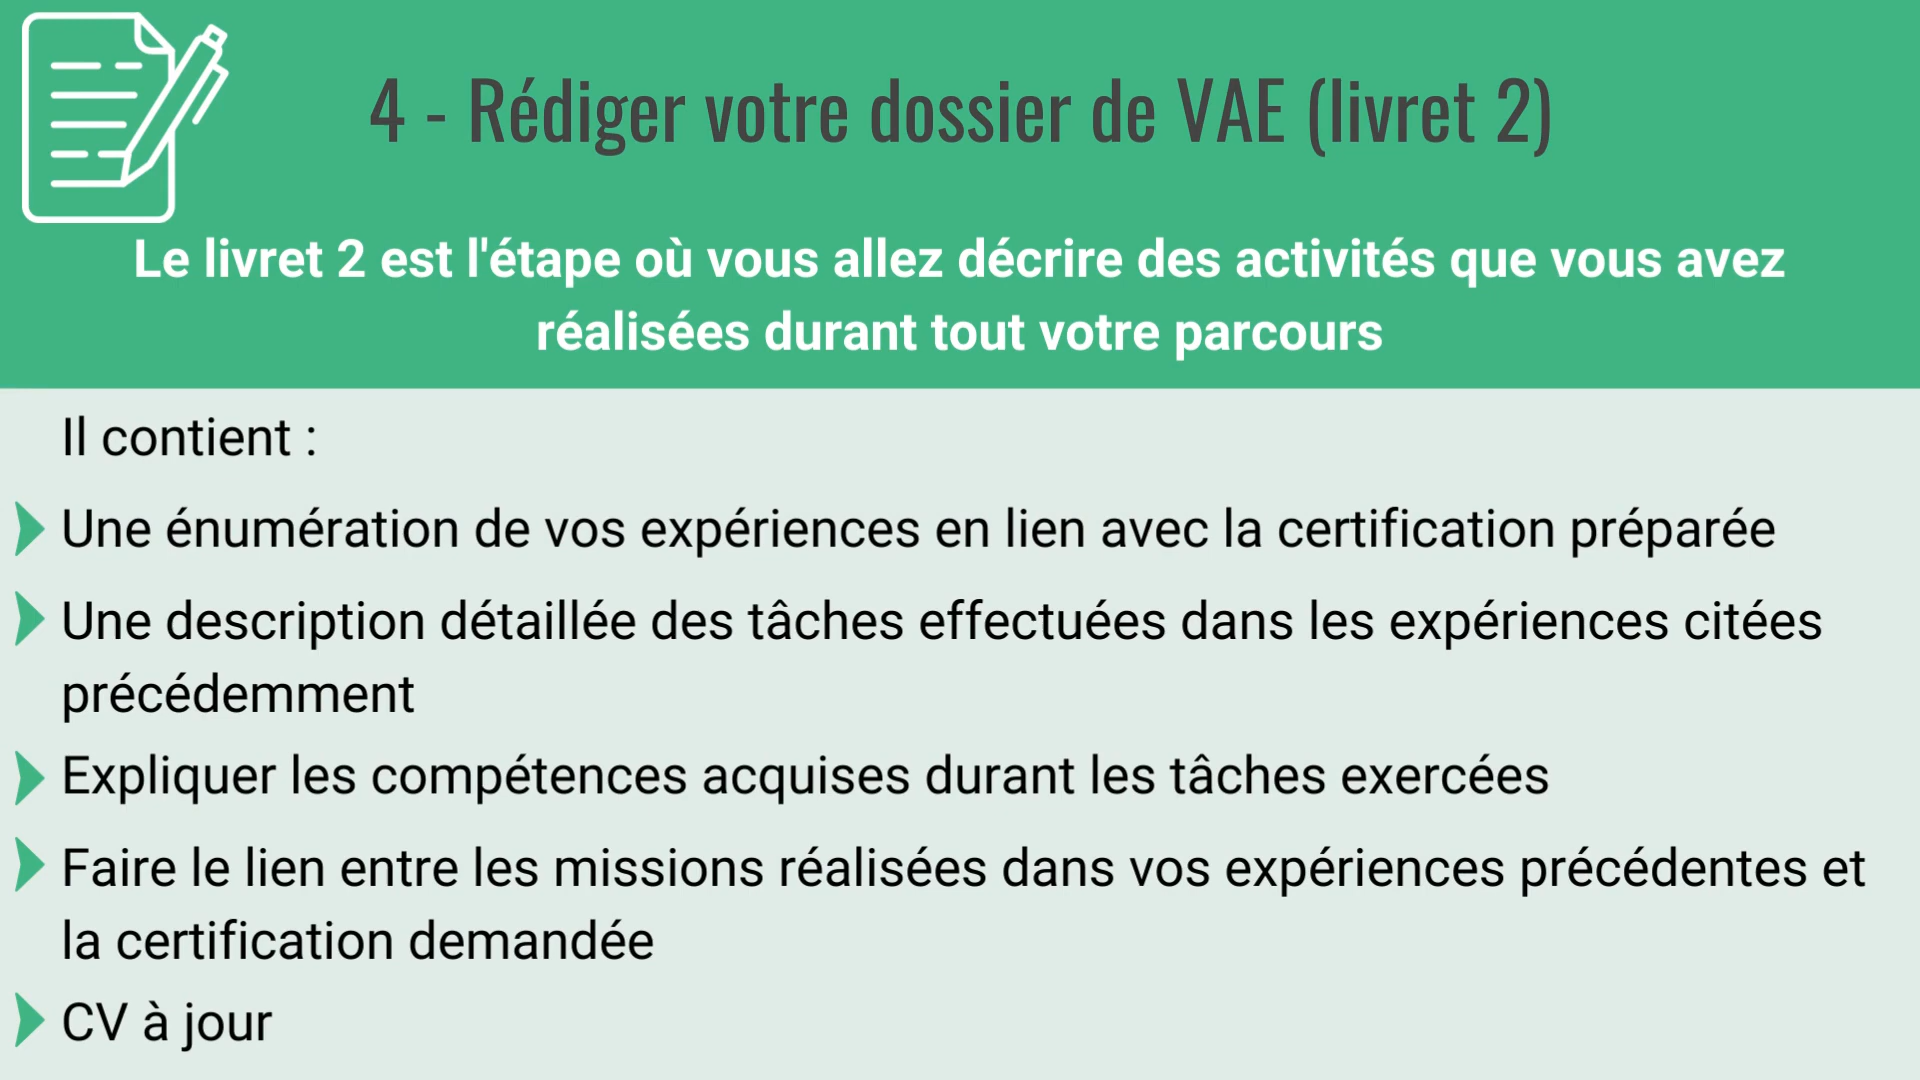 4 - Rédiger votre dossier de VAE (livret 2)
Le livret 2 est l'étape où vous allez décrire des activités que vous avez
réalisées durant tout votre parcours
Il contient :
Une énumération de vos expériences en lien avec la certification préparée
Une description détaillée des tâches effectuées dans les expériences citées
précédemment
Expliquer les compétences acquises durant les tâches exercées
Faire le lien entre les missions réalisées dans vos expériences précédentes et
la certification demandée
CV à jour